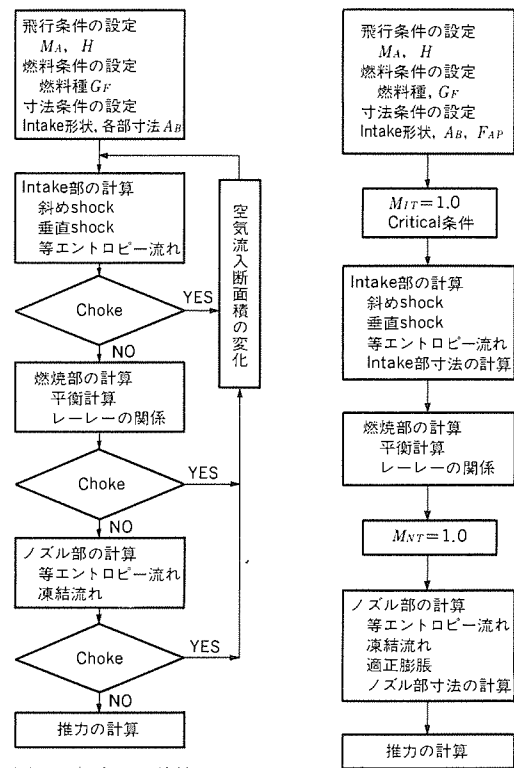 飛行条件の設定
MA, H
燃料条件の設定
燃料種GF
寸法条件の設定
Intake形状,各部寸法AB
Intake部の計算
斜めshock
垂直shock
等エントロピー流れ
Choke
YES
NO
燃焼部の計算
平衡計算
レーレーの関係
Choke
YES
NO
ノズル部の計算
等エントロピー流れ
凍結流れ
Choke
YES
NO
推力の計算
空気流入断面積の変化
飛行条件の設定
MA, H
燃料条件の設定
燃料種, GF
寸法条件の設定
Intake形状, AB, FAP
MIT=1.0
Critical条件
Intake部の計算
斜めshock
垂直shock
等エントロピー流れ
Intake部寸法の計算
燃焼部の計算
平衡計算
レーレーの関係
MNT=1.0
ノズル部の計算
等エントロピー流れ
凍結流れ
適正膨脹
ノズル部寸法の計算
推力の計算